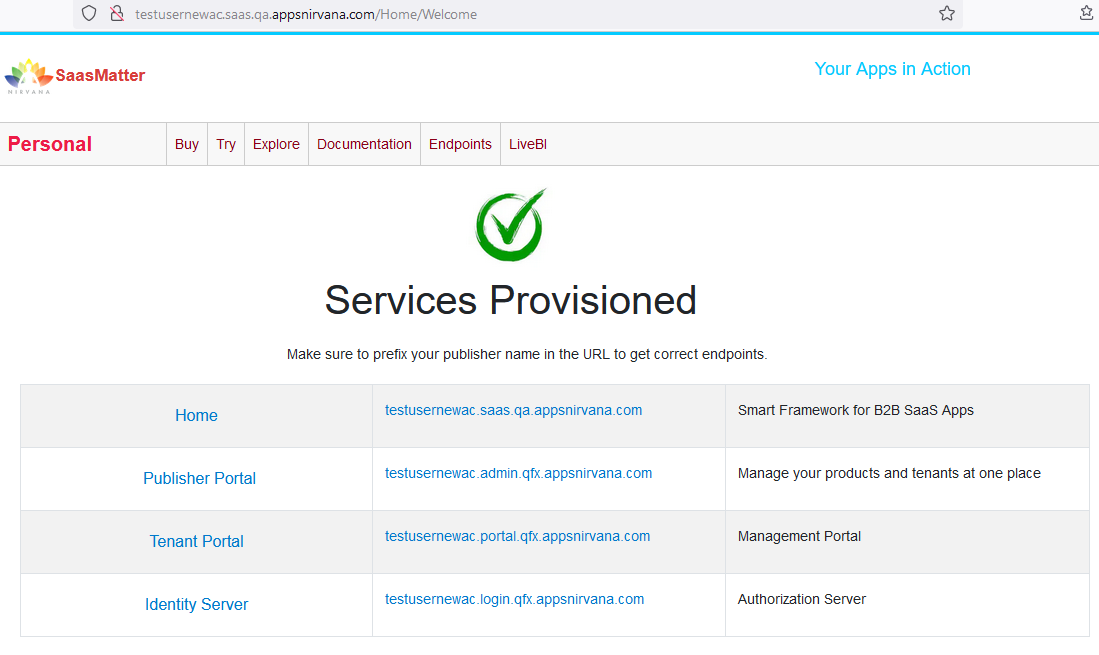 testusernewac.saas.qa.appsnirvana.com/Home/Welcome
NIRVANA
SaasMatter
Your Apps in Action
Personal
Buy
Try
Explore
Documentation
Endpoints
LiveBI
Services Provisioned
Make sure to prefix your publisher name in the URL to get correct endpoints.
Home
testusernewac.saas.qa.appsnirvana.com
Smart Framework for B2B SaaS Apps
Publisher Portal
testusernewac.admin.qfx.appsnirvana.com
Manage your products and tenants at one place
Tenant Portal
testusernewac.portal.qfx.appsnirvana.com
Management Portal
Identity Server
testusernewac.login.qfx.appsnirvana.com
Authorization Server